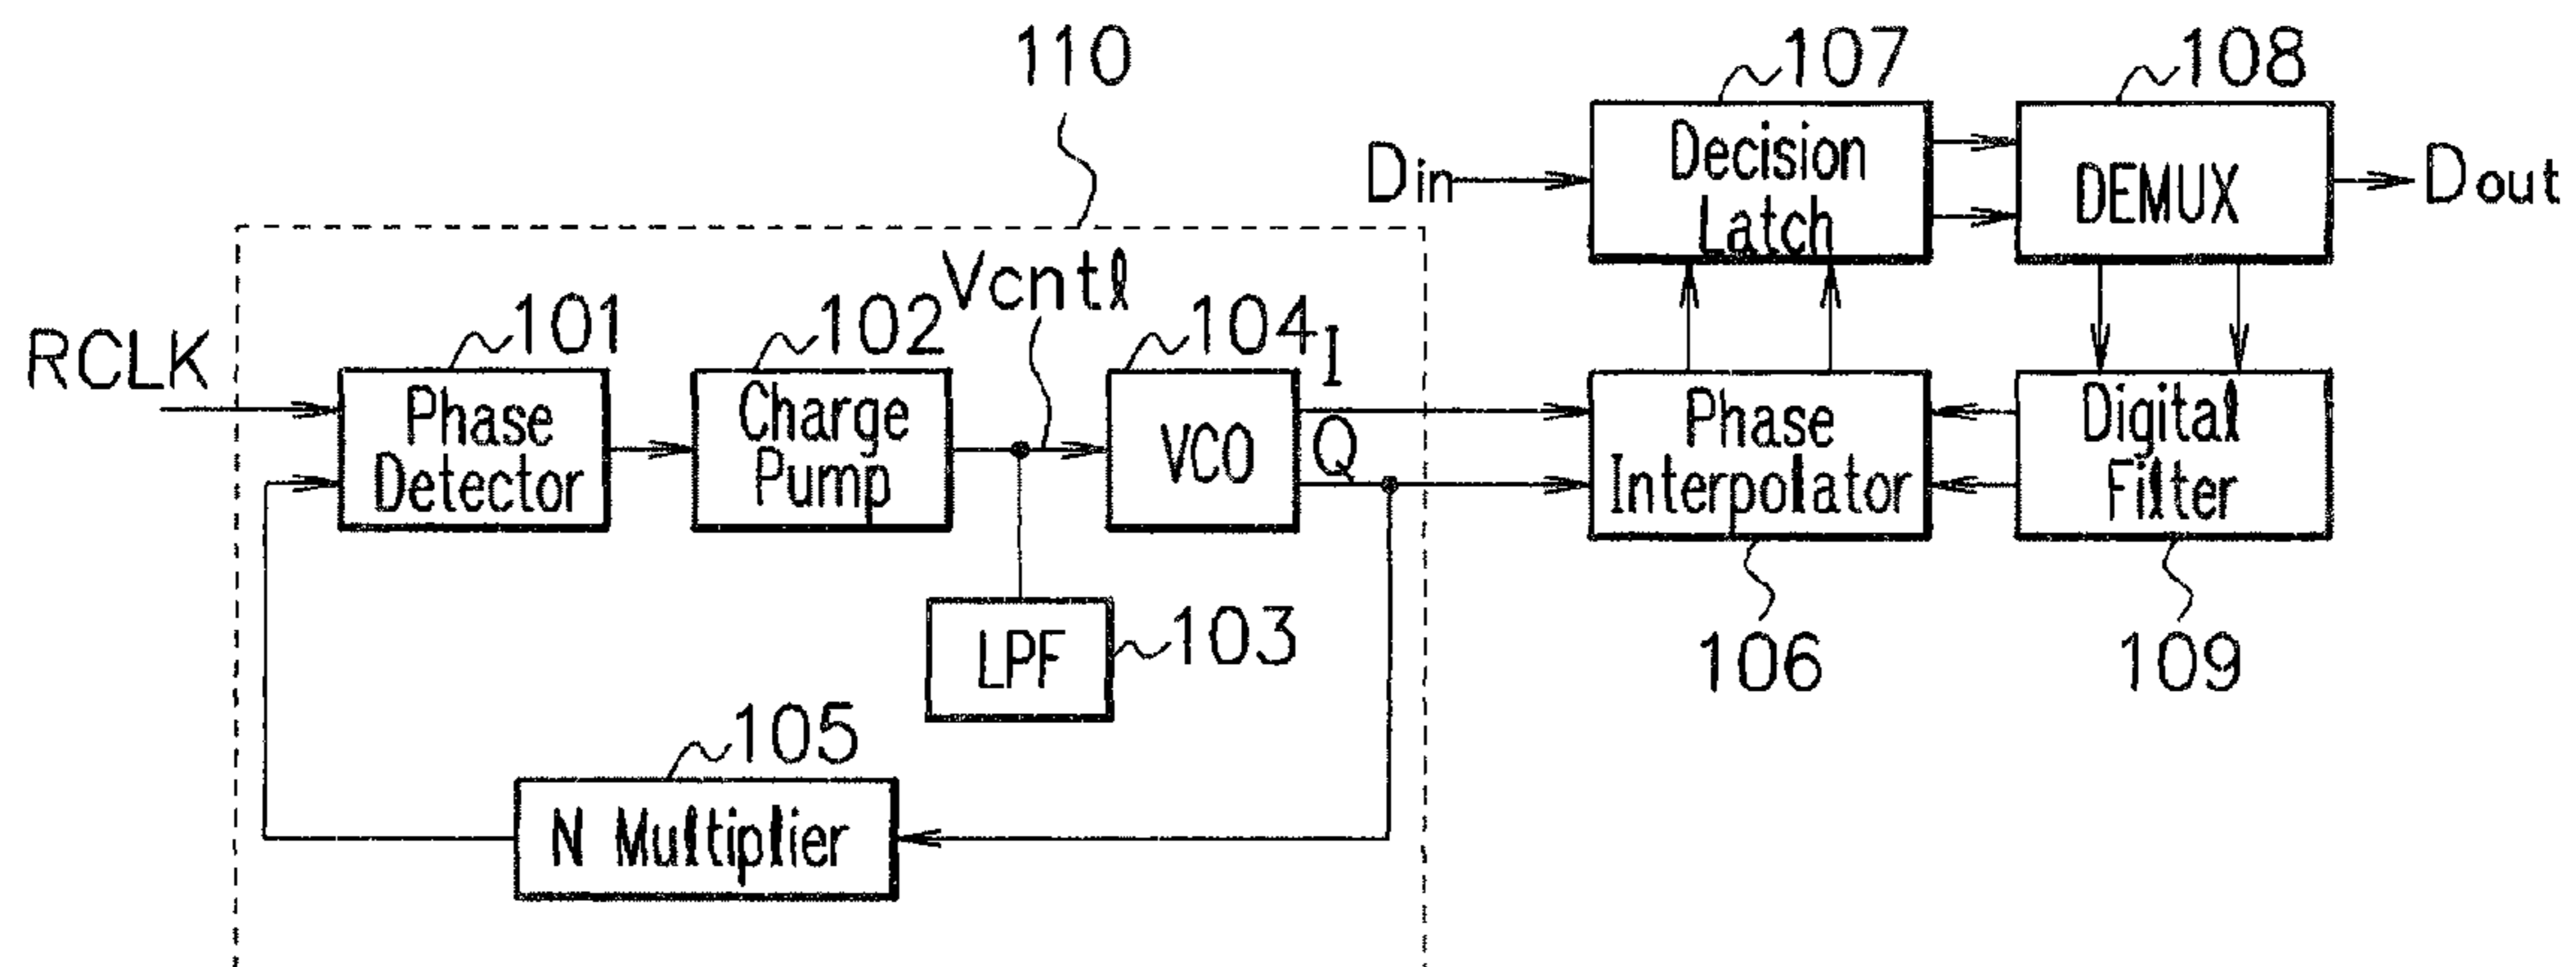 110
107
108
Din
Decision
Latch
DEMUX
Dout
Vcntl
RCLK
101
102
104
I
Phase
Detector
Charge
Pump
VCO
Q
Phase
Interpolator
Digital
Filter
LPF
103
106
109
105
N Multiplier